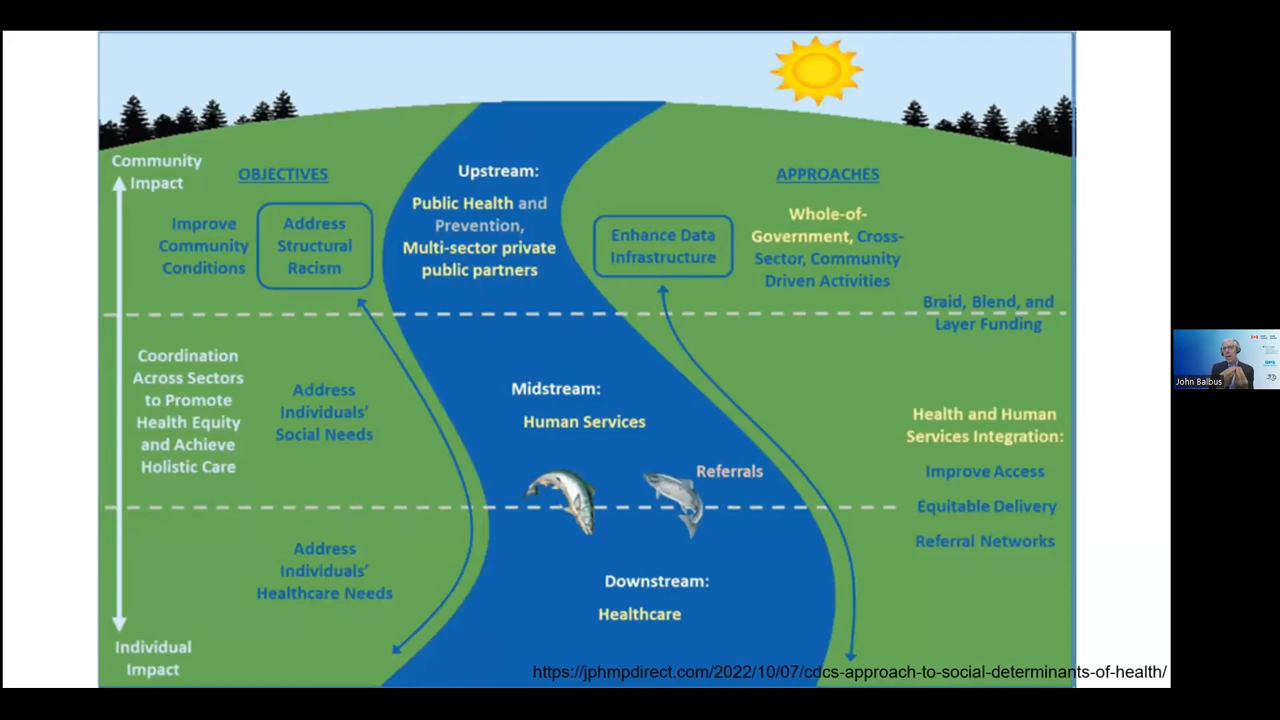 Community
Impact
OBJECTIVES
Improve
Community
Conditions
Address
Structural
Racism
Upstream:
Public Health and
Prevention,
Multi-sector private
public partners
Enhance Data
Infrastructure
APPROACHES
Whole-of-
Government, Cross-
Sector, Community
Driven Activities
Braid, Blend, and
Layer Funding
Coordination
Across Sectors
to Promote
Health Equity
and Achieve
Holistic Care
Address
Individuals'
Social Needs
Midstream:
Human Services
Referrals
Health and Human
Services Integration:
Improve Access
Equitable Delivery
Referral Networks
Address
Individuals'
Healthcare Needs
Downstream:
Healthcare
Individual
Impact
https://jphmpdirect.com/2022/10/07/cdcs-approach-to-social-determinants-of-health/
John Balbus